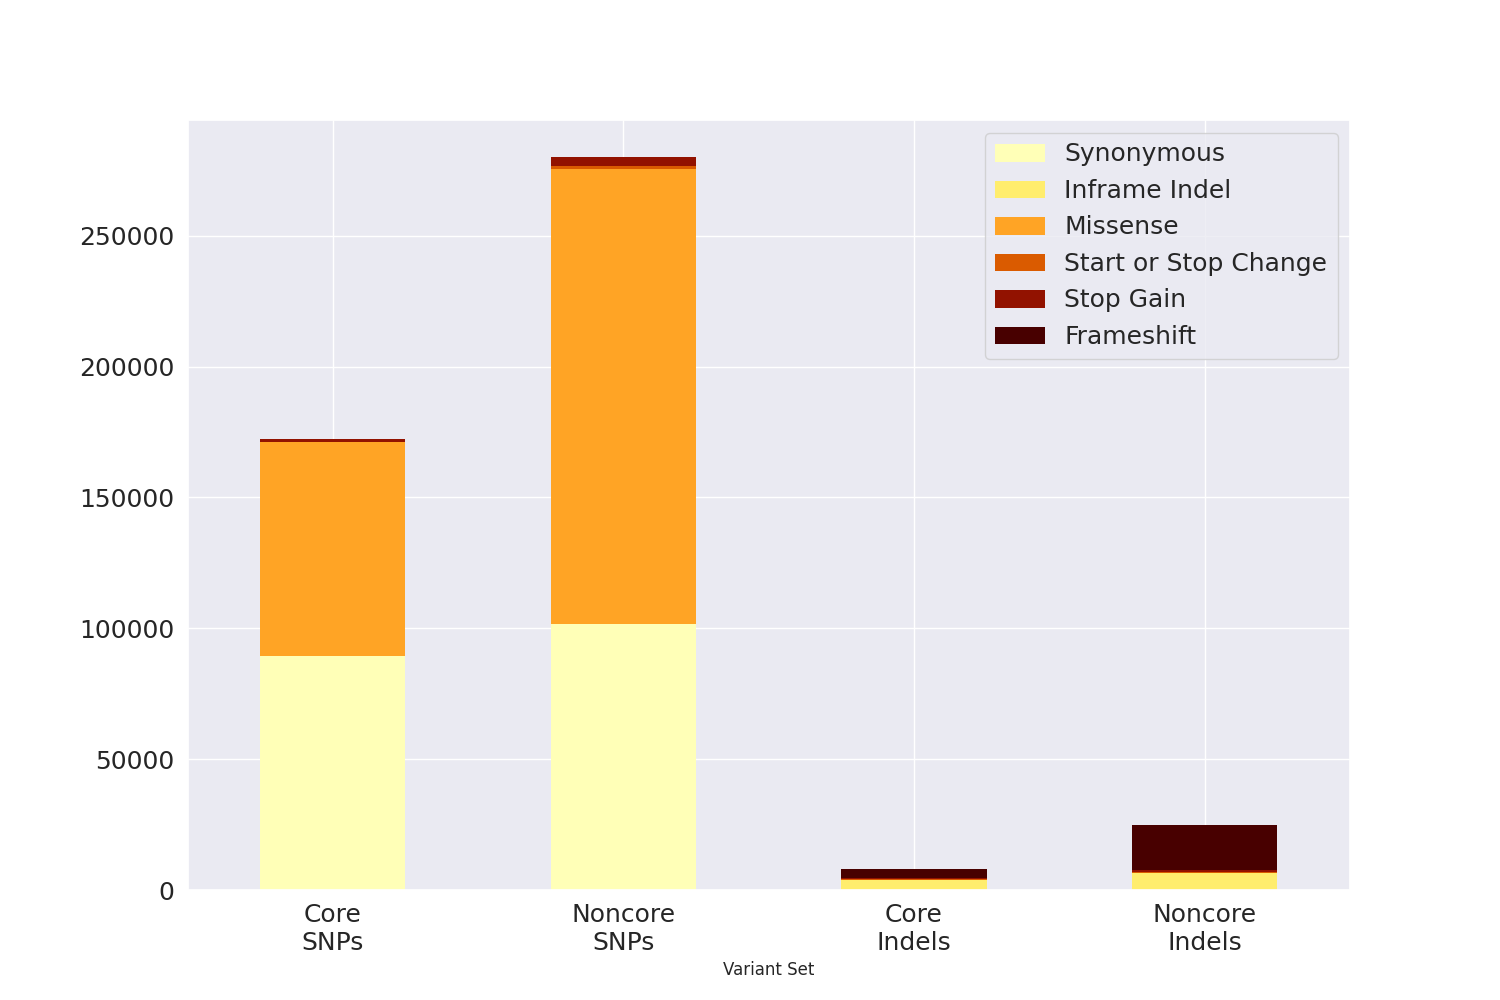 Synonymous
Inframe Indel
Missense
Start or Stop Change
Stop Gain
Frameshift
250000
200000
150000
100000
50000
0
Core
SNPs
Noncore
SNPs
Core
Indels
Noncore
Indels
Variant Set